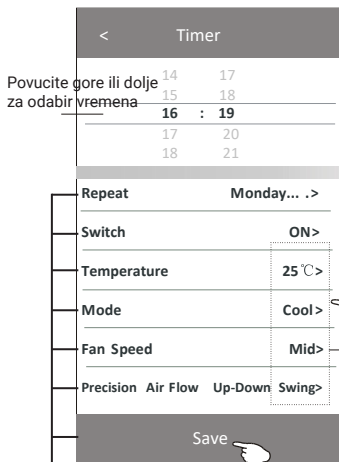 < Timer
14 17
Povucite gore ili dolje
15 18
za odabir vremena
16 : 19
17 20
18 21
Repeat Monday... .>
Switch ON>
Temperature 25℃>
Mode Cool>
Fan Speed Mid>
Precision Air Flow Up-Down Swing>
Save